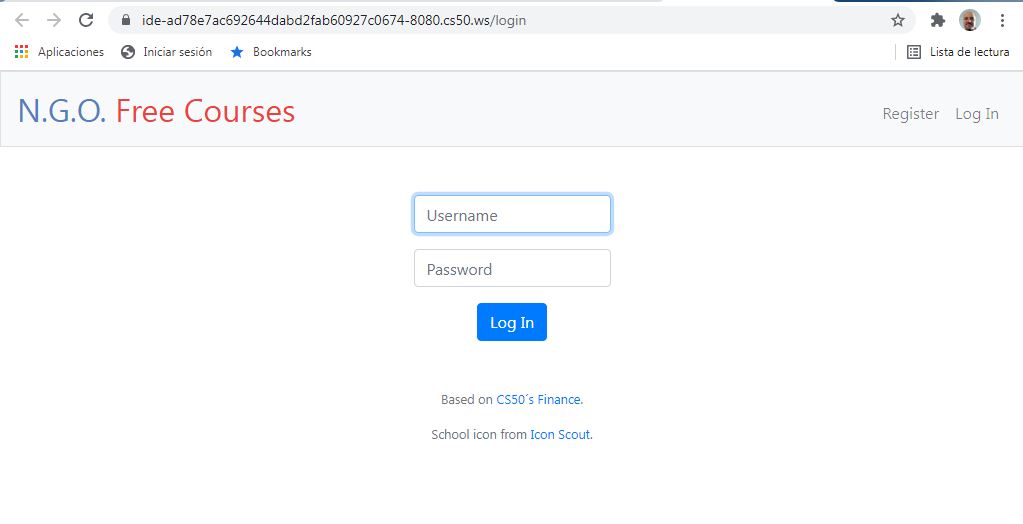 ide-ad78e7ac692644dabd2fab60927c0674-8080.cs50.ws/login
Aplicaciones Iniciar sesión Bookmarks Lista de lectura
N.G.O. Free Courses Register Log In
Username
Password
Log In
Based on CS50´s Finance.
School icon from Icon Scout.